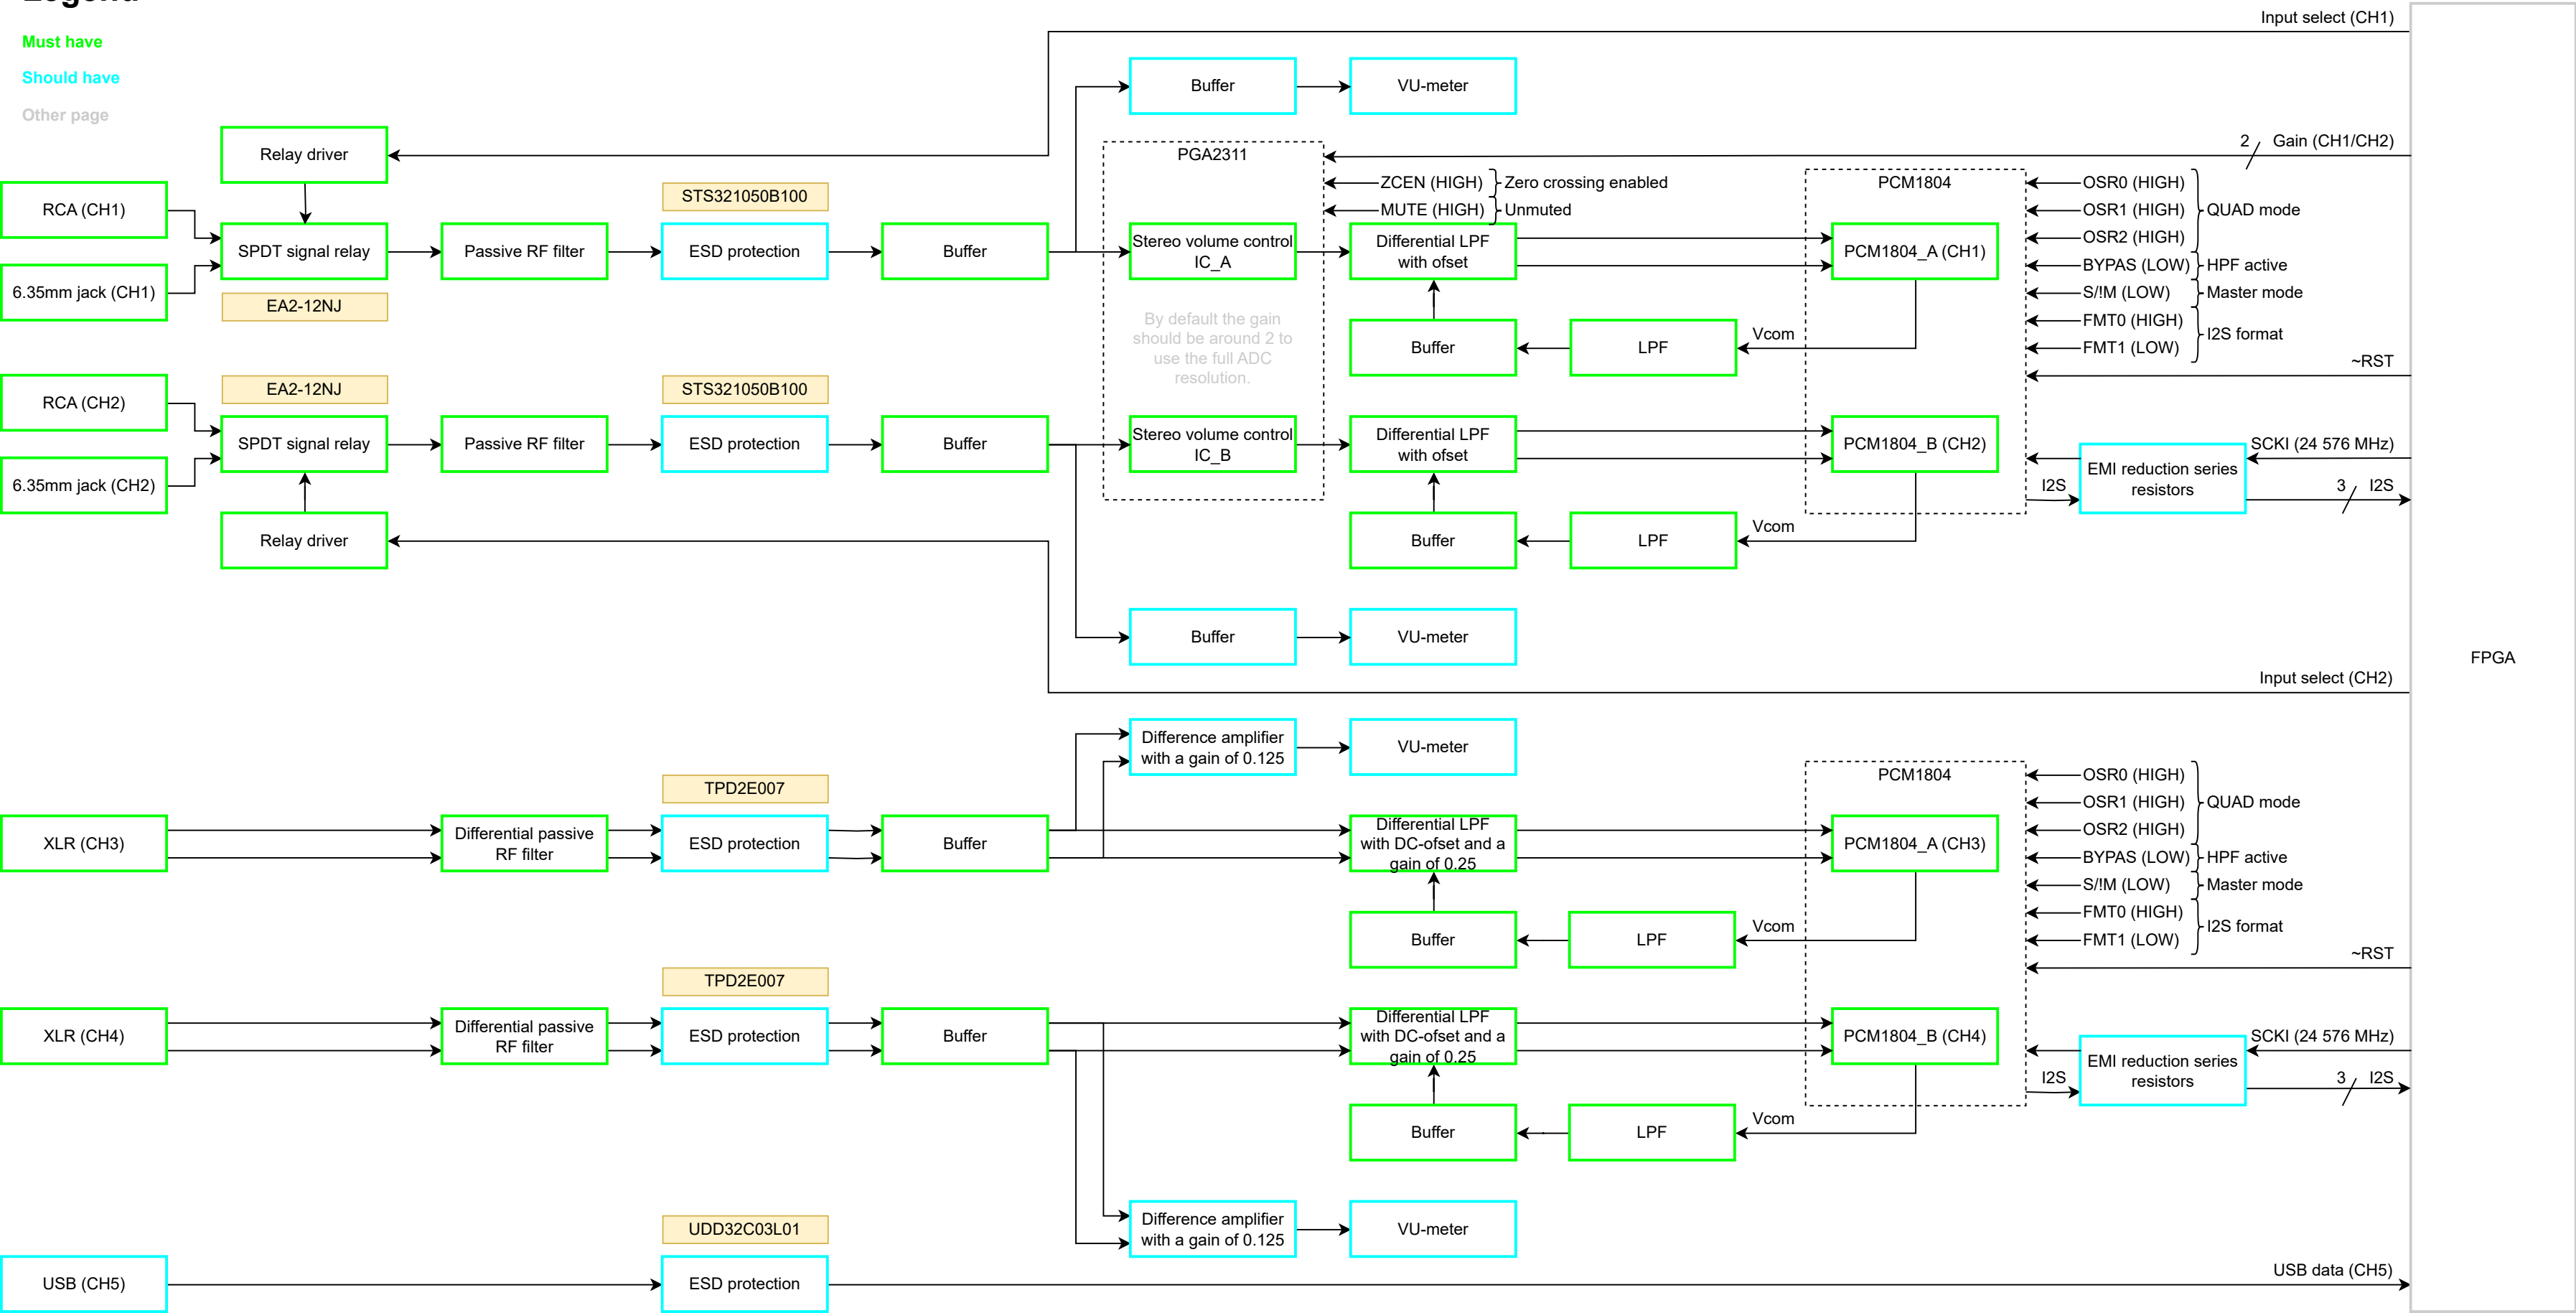 Legend
Must have
Should have
Other page
Input select (CH1)
Buffer
VU-meter
Relay driver
PGA2311
2
Gain (CH1/CH2)
RCA (CH1)
6.35mm jack (CH1)
SPDT signal relay
EA2-12NJ
Passive RF filter
STS321050B100
ESD protection
Buffer
Stereo volume control
IC_A
ZCEN (HIGH)
Zero crossing enabled
MUTE (HIGH)
Unmuted
Differential LPF
with ofset
PCM1804
PCM1804_A (CH1)
OSR0 (HIGH)
OSR1 (HIGH)
OSR2 (HIGH)
QUAD mode
BYPAS (LOW)
HPF active
S/!M (LOW)
Master mode
FMT0 (HIGH)
FMT1 (LOW)
I2S format
By default the gain
should be around 2 to
use the full ADC
resolution.
Buffer
LPF
Vcom
~RST
RCA (CH2)
6.35mm jack (CH2)
EA2-12NJ
SPDT signal relay
Passive RF filter
STS321050B100
ESD protection
Buffer
Stereo volume control
IC_B
Differential LPF
with ofset
PCM1804_B (CH2)
EMI reduction series
resistors
SCKI (24 576 MHz)
I2S
3
I2S
Relay driver
Buffer
LPF
Vcom
Buffer
VU-meter
FPGA
Input select (CH2)
Difference amplifier
with a gain of 0.125
VU-meter
XLR (CH3)
Differential passive
RF filter
TPD2E007
ESD protection
Buffer
Differential LPF
with DC-ofset and a
gain of 0.25
PCM1804
PCM1804_A (CH3)
OSR0 (HIGH)
OSR1 (HIGH)
OSR2 (HIGH)
QUAD mode
BYPAS (LOW)
HPF active
S/!M (LOW)
Master mode
FMT0 (HIGH)
FMT1 (LOW)
I2S format
Buffer
LPF
Vcom
~RST
XLR (CH4)
Differential passive
RF filter
TPD2E007
ESD protection
Buffer
Differential LPF
with DC-ofset and a
gain of 0.25
PCM1804_B (CH4)
EMI reduction series
resistors
SCKI (24 576 MHz)
I2S
3
I2S
Buffer
LPF
Vcom
Difference amplifier
with a gain of 0.125
VU-meter
UDD32C03L01
USB (CH5)
ESD protection
USB data (CH5)